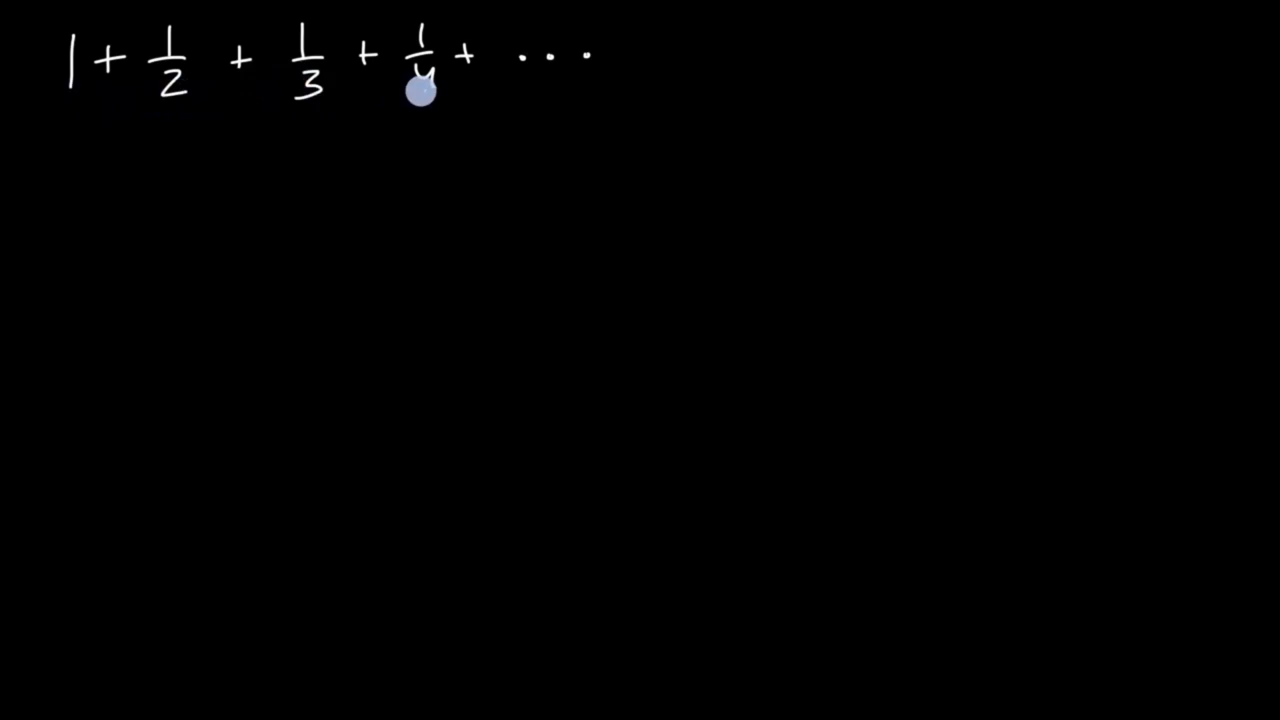 1 + 1/2 + 1/3 + 1/4 + ...